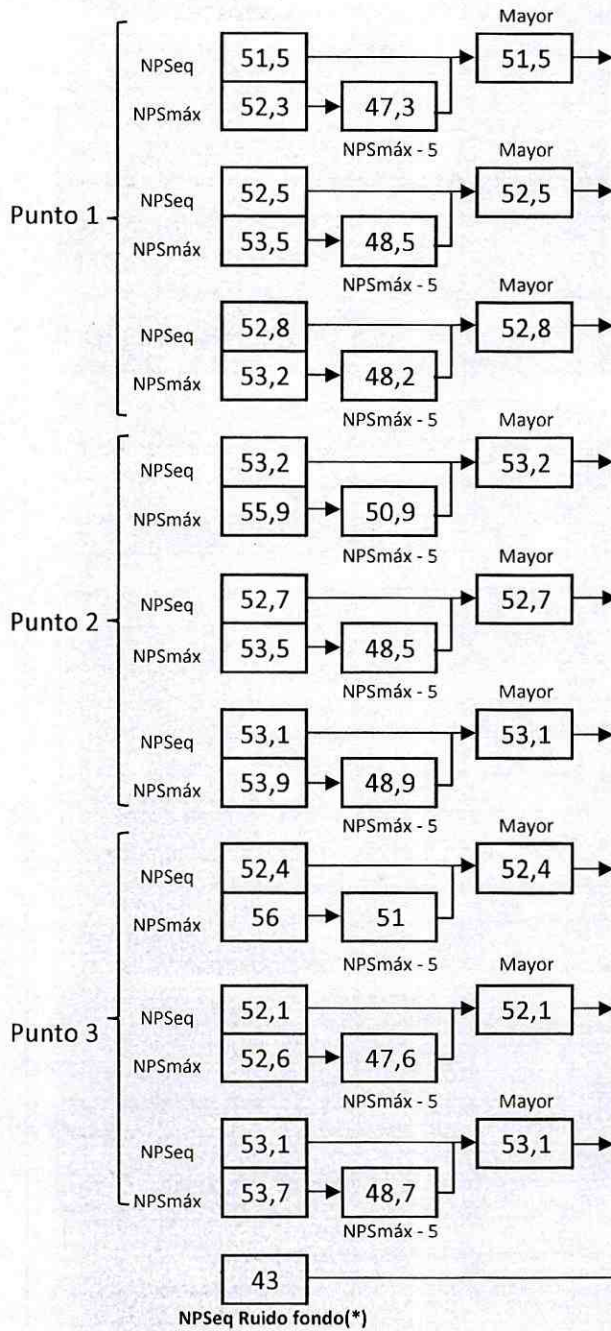 Mayor
NPSeq 51,5 51,5
NPSmáx 52,3 47,3
NPSmáx - 5 Mayor
Punto 1
NPSeq 52,5 52,5
NPSmáx 53,5 48,5
NPSmáx - 5 Mayor
NPSeq 52,8 52,8
NPSmáx 53,2 48,2
NPSmáx - 5 Mayor
NPSeq 53,2 53,2
NPSmáx 55,9 50,9
NPSmáx - 5 Mayor
Punto 2
NPSeq 52,7 52,7
NPSmáx 53,5 48,5
NPSmáx - 5 Mayor
NPSeq 53,1 53,1
NPSmáx 53,9 48,9
NPSmáx - 5 Mayor
NPSeq 52,4 52,4
NPSmáx 56 51
NPSmáx - 5 Mayor
Punto 3
NPSeq 52,1 52,1
NPSmáx 52,6 47,6
NPSmáx - 5 Mayor
NPSeq 53,1 53,1
NPSmáx 53,7 48,7
NPSmáx - 5
43
NPSeq Ruido fondo(*)